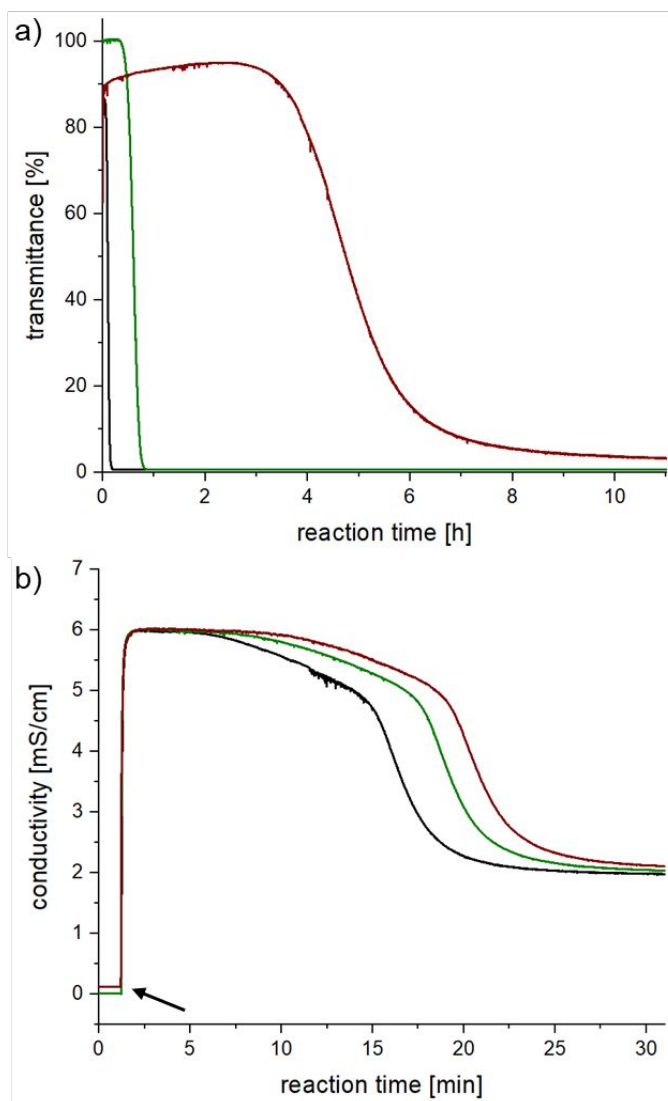 a)
100
80
60
40
20
0
transmittance [%]
0 2 4 6 8 10
reaction time [h]
b)
7
6
5
4
3
2
1
0
conductivity [mS/cm]
0 5 10 15 20 25 30
reaction time [min]